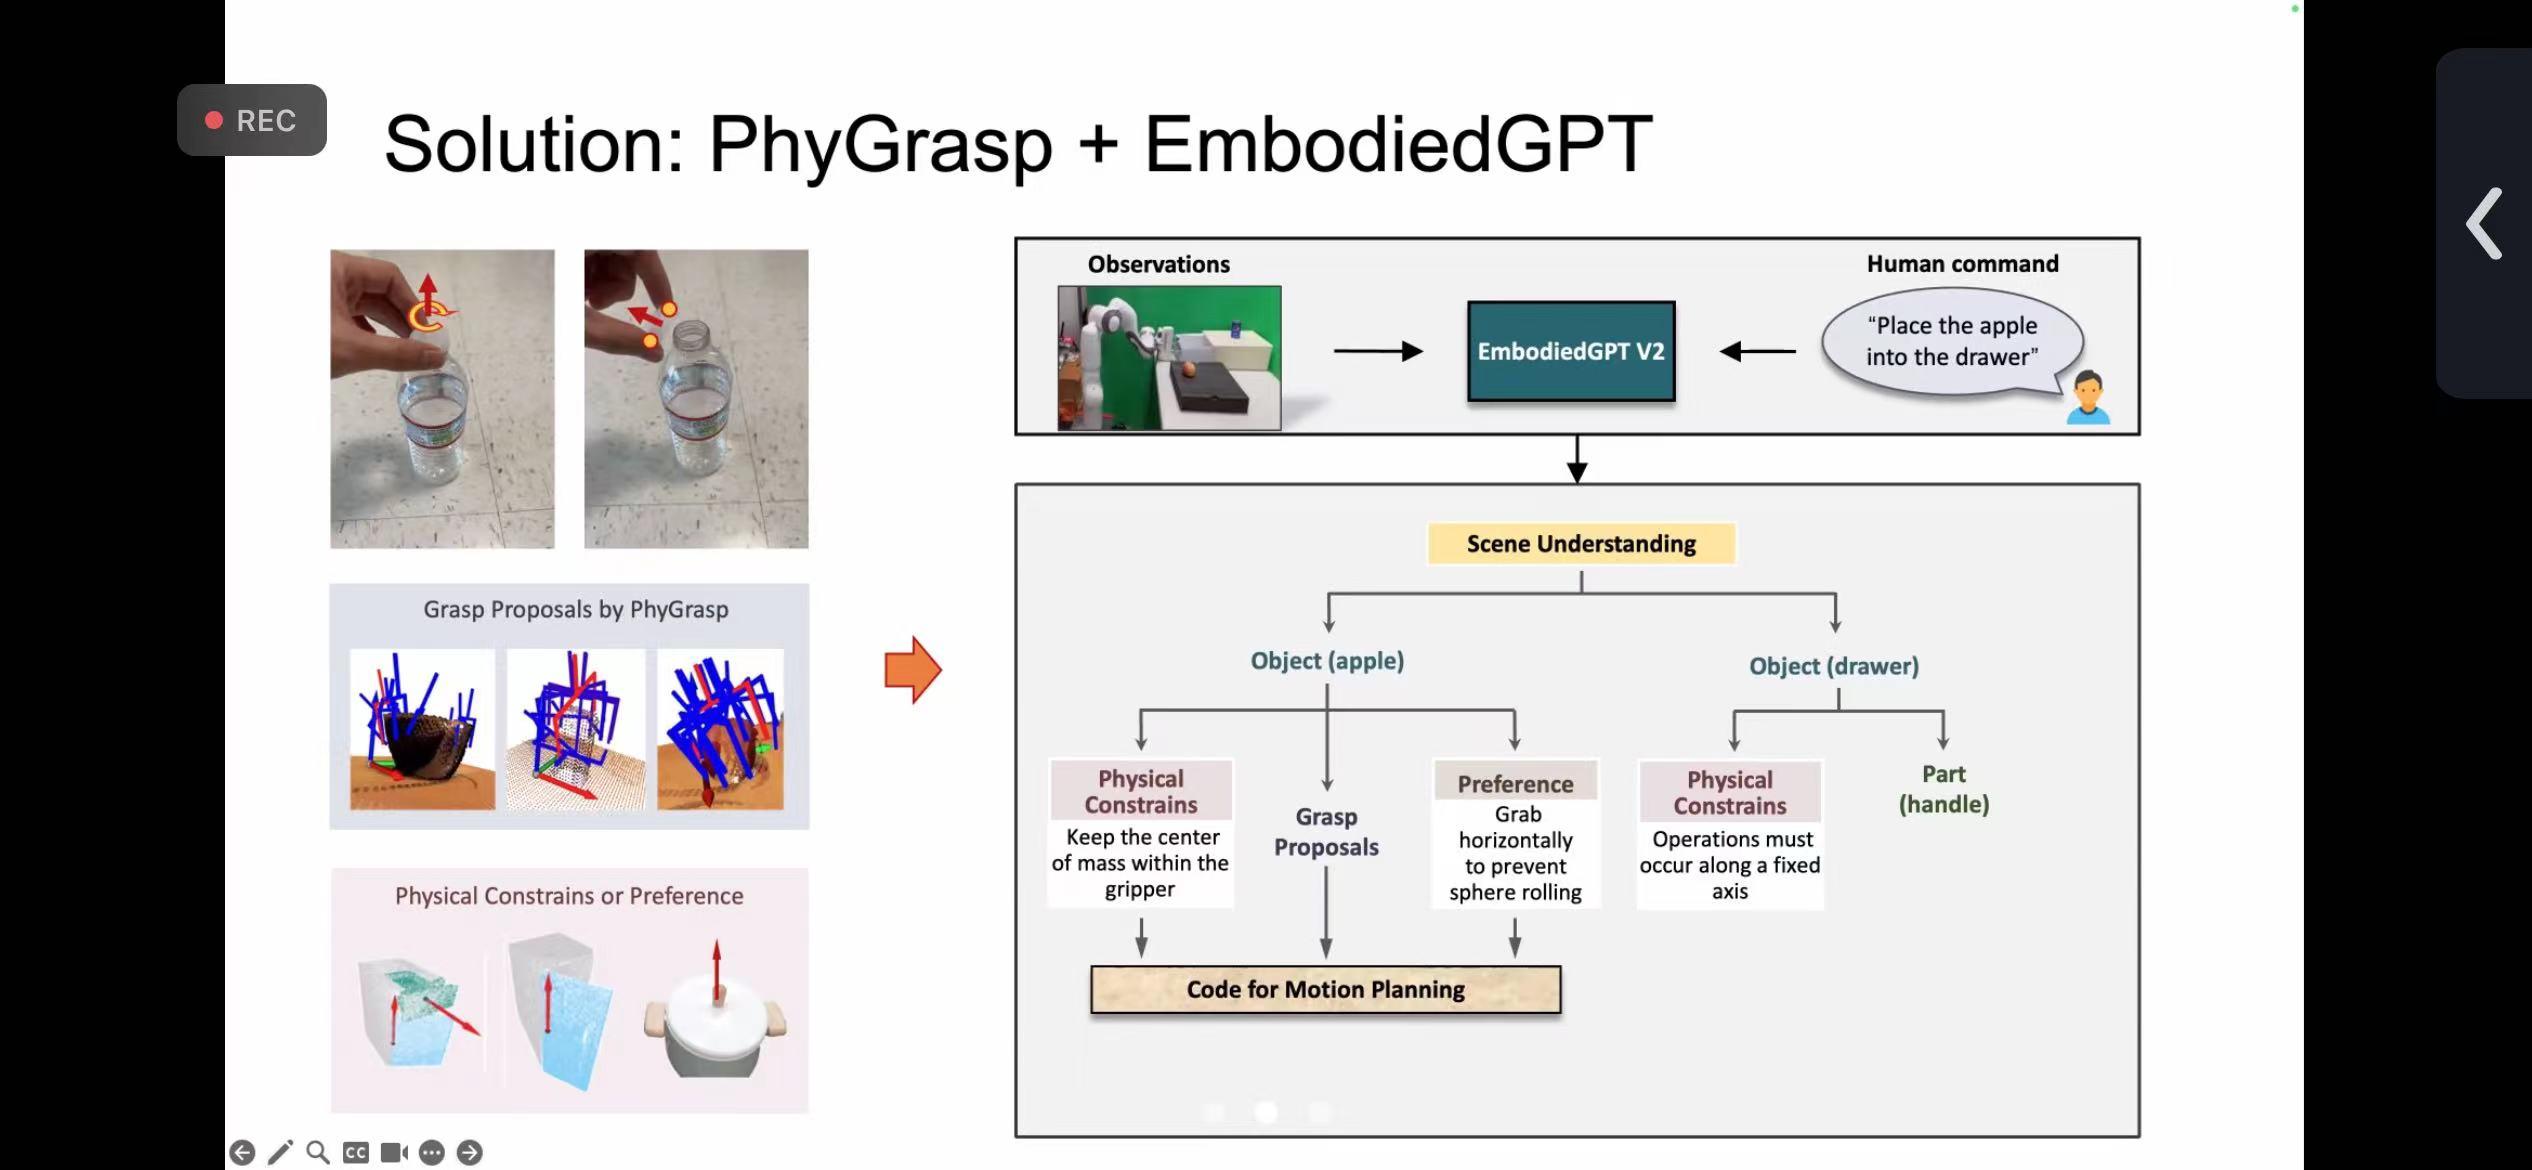 REC
Solution: PhyGrasp + EmbodiedGPT
Grasp Proposals by PhyGrasp
Physical Constrains or Preference
Observations
EmbodiedGPT V2
Human command
“Place the apple
into the drawer”
Scene Understanding
Object (apple)
Object (drawer)
Physical
Constrains
Keep the center
of mass within the
gripper
Grasp
Proposals
Preference
Grab
horizontally
to prevent
sphere rolling
Physical
Constrains
Operations must
occur along a fixed
axis
Part
(handle)
Code for Motion Planning
CC